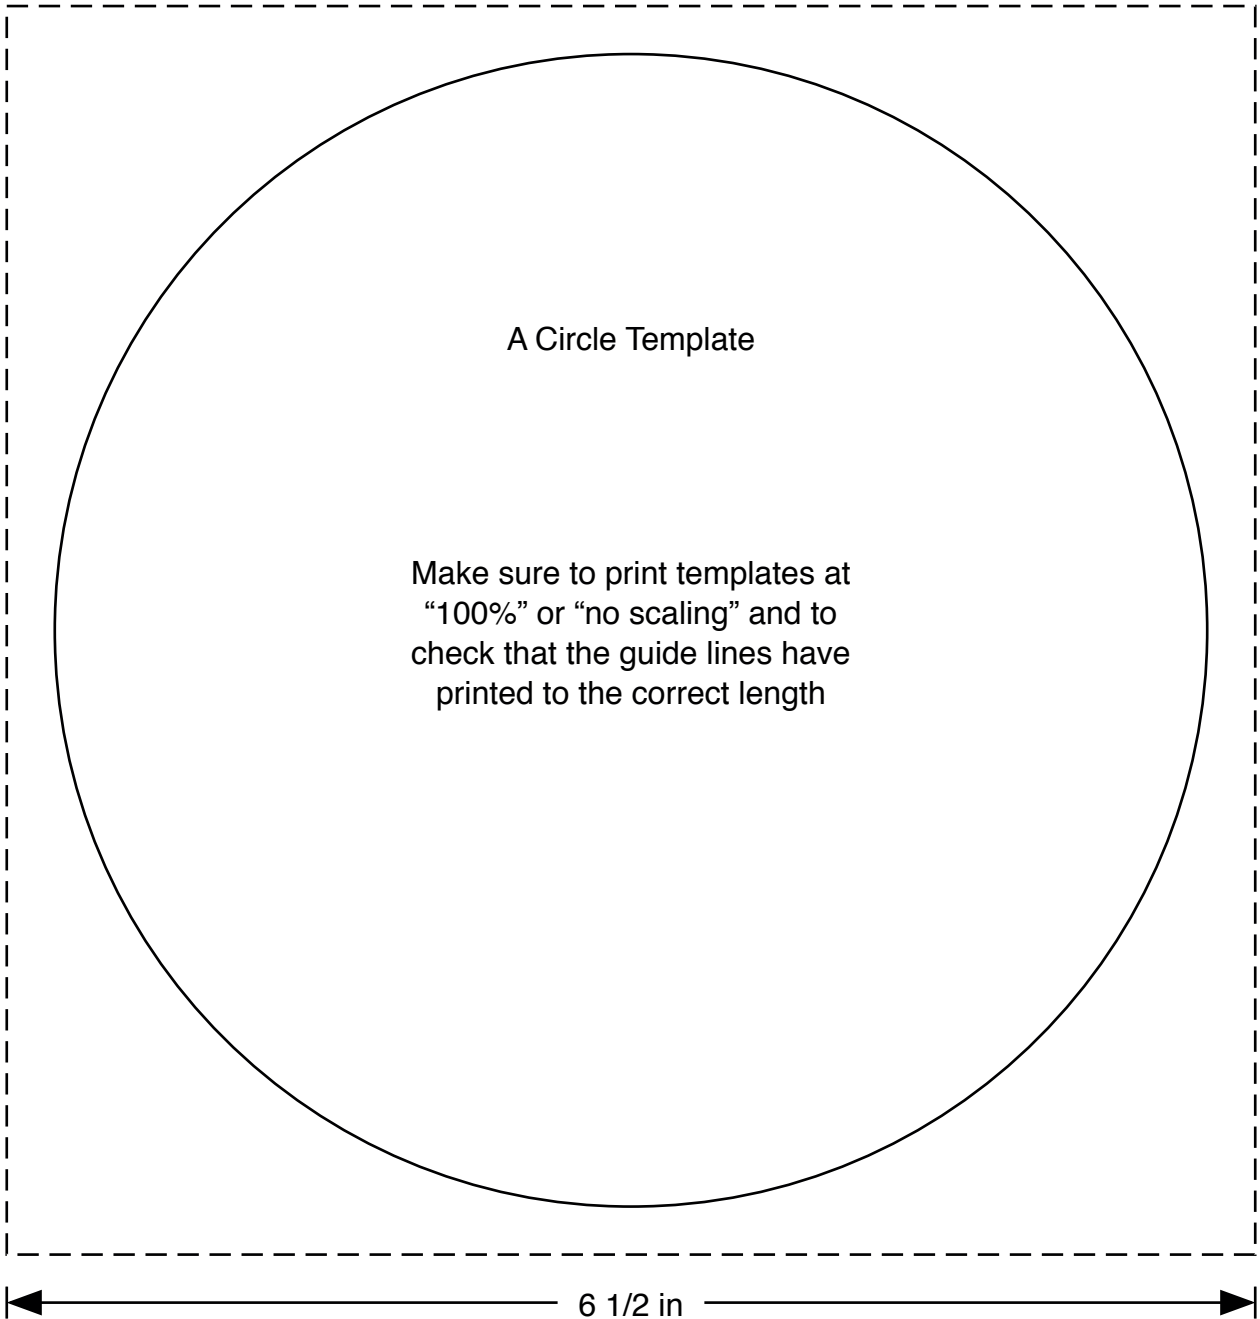 A Circle Template
Make sure to print templates at
“100%” or “no scaling” and to
check that the guide lines have
printed to the correct length
6 1/2 in